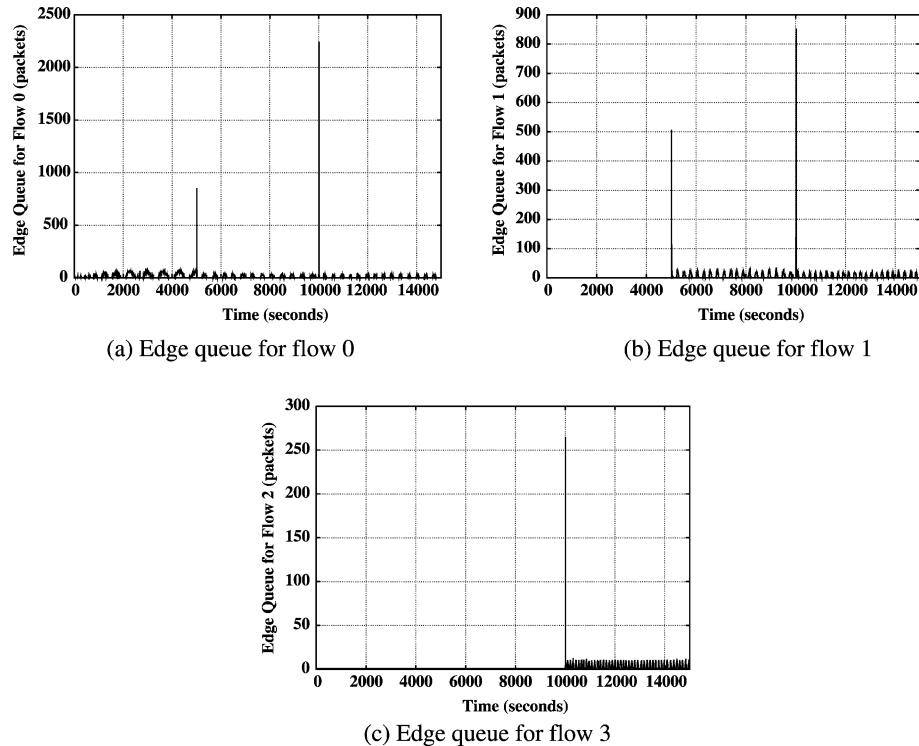 2500
2000
1500
1000
500
0
Edge Queue for Flow 0 (packets)
0 2000 4000 6000 8000 10000 12000 14000
Time (seconds)
(a) Edge queue for flow 0
900
800
700
600
500
400
300
200
100
0
Edge Queue for Flow 1 (packets)
0 2000 4000 6000 8000 10000 12000 14000
Time (seconds)
(b) Edge queue for flow 1
300
250
200
150
100
50
0
Edge Queue for Flow 2 (packets)
0 2000 4000 6000 8000 10000 12000 14000
Time (seconds)
(c) Edge queue for flow 3